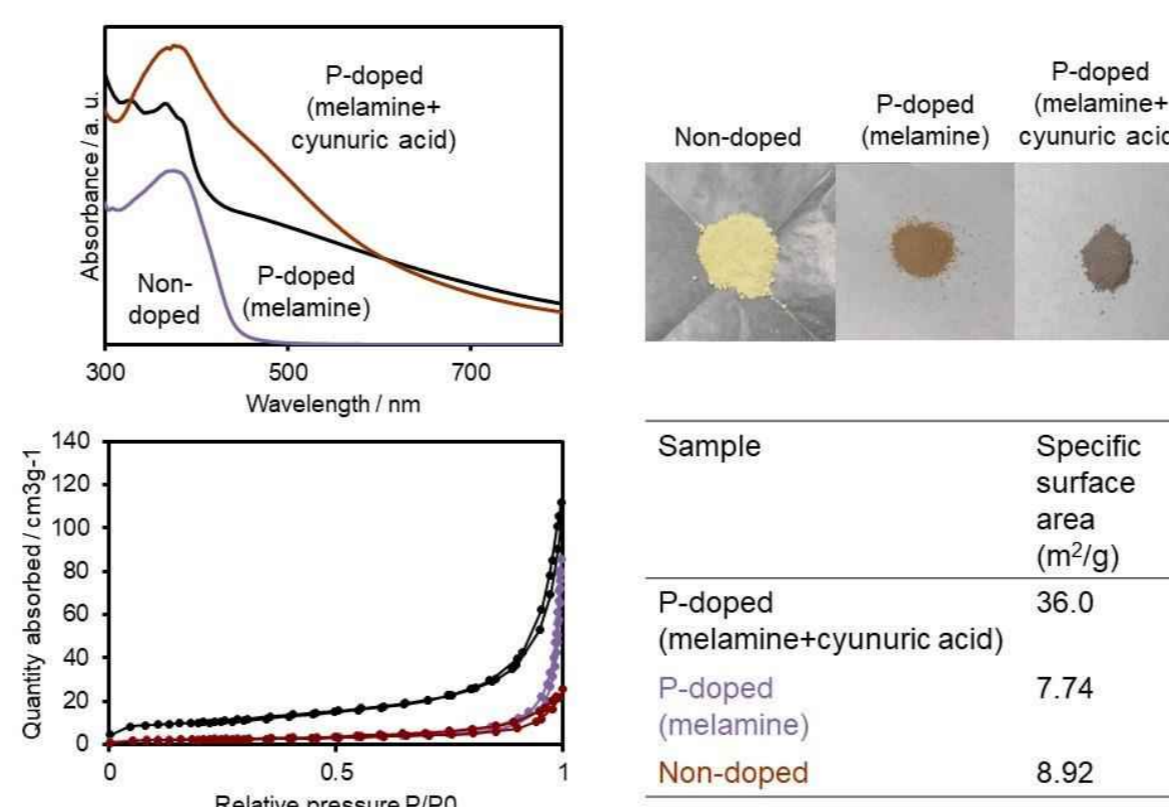 P-doped
(melamine+
cyunuric acid)
Non-
doped
P-doped
(melamine)
Absorbance / a. u.
300
500
700
Wavelength / nm
Non-doped
P-doped
(melamine)
P-doped
(melamine+
cyunuric acid
140
120
100
80
60
40
20
0
Quantity absorbed / cm3g-1
0
0.5
1
Relative pressure P/P0
Sample
Specific
surface
area
(m²/g)
P-doped
(melamine+cyunuric acid)
36.0
P-doped
(melamine)
7.74
Non-doped
8.92